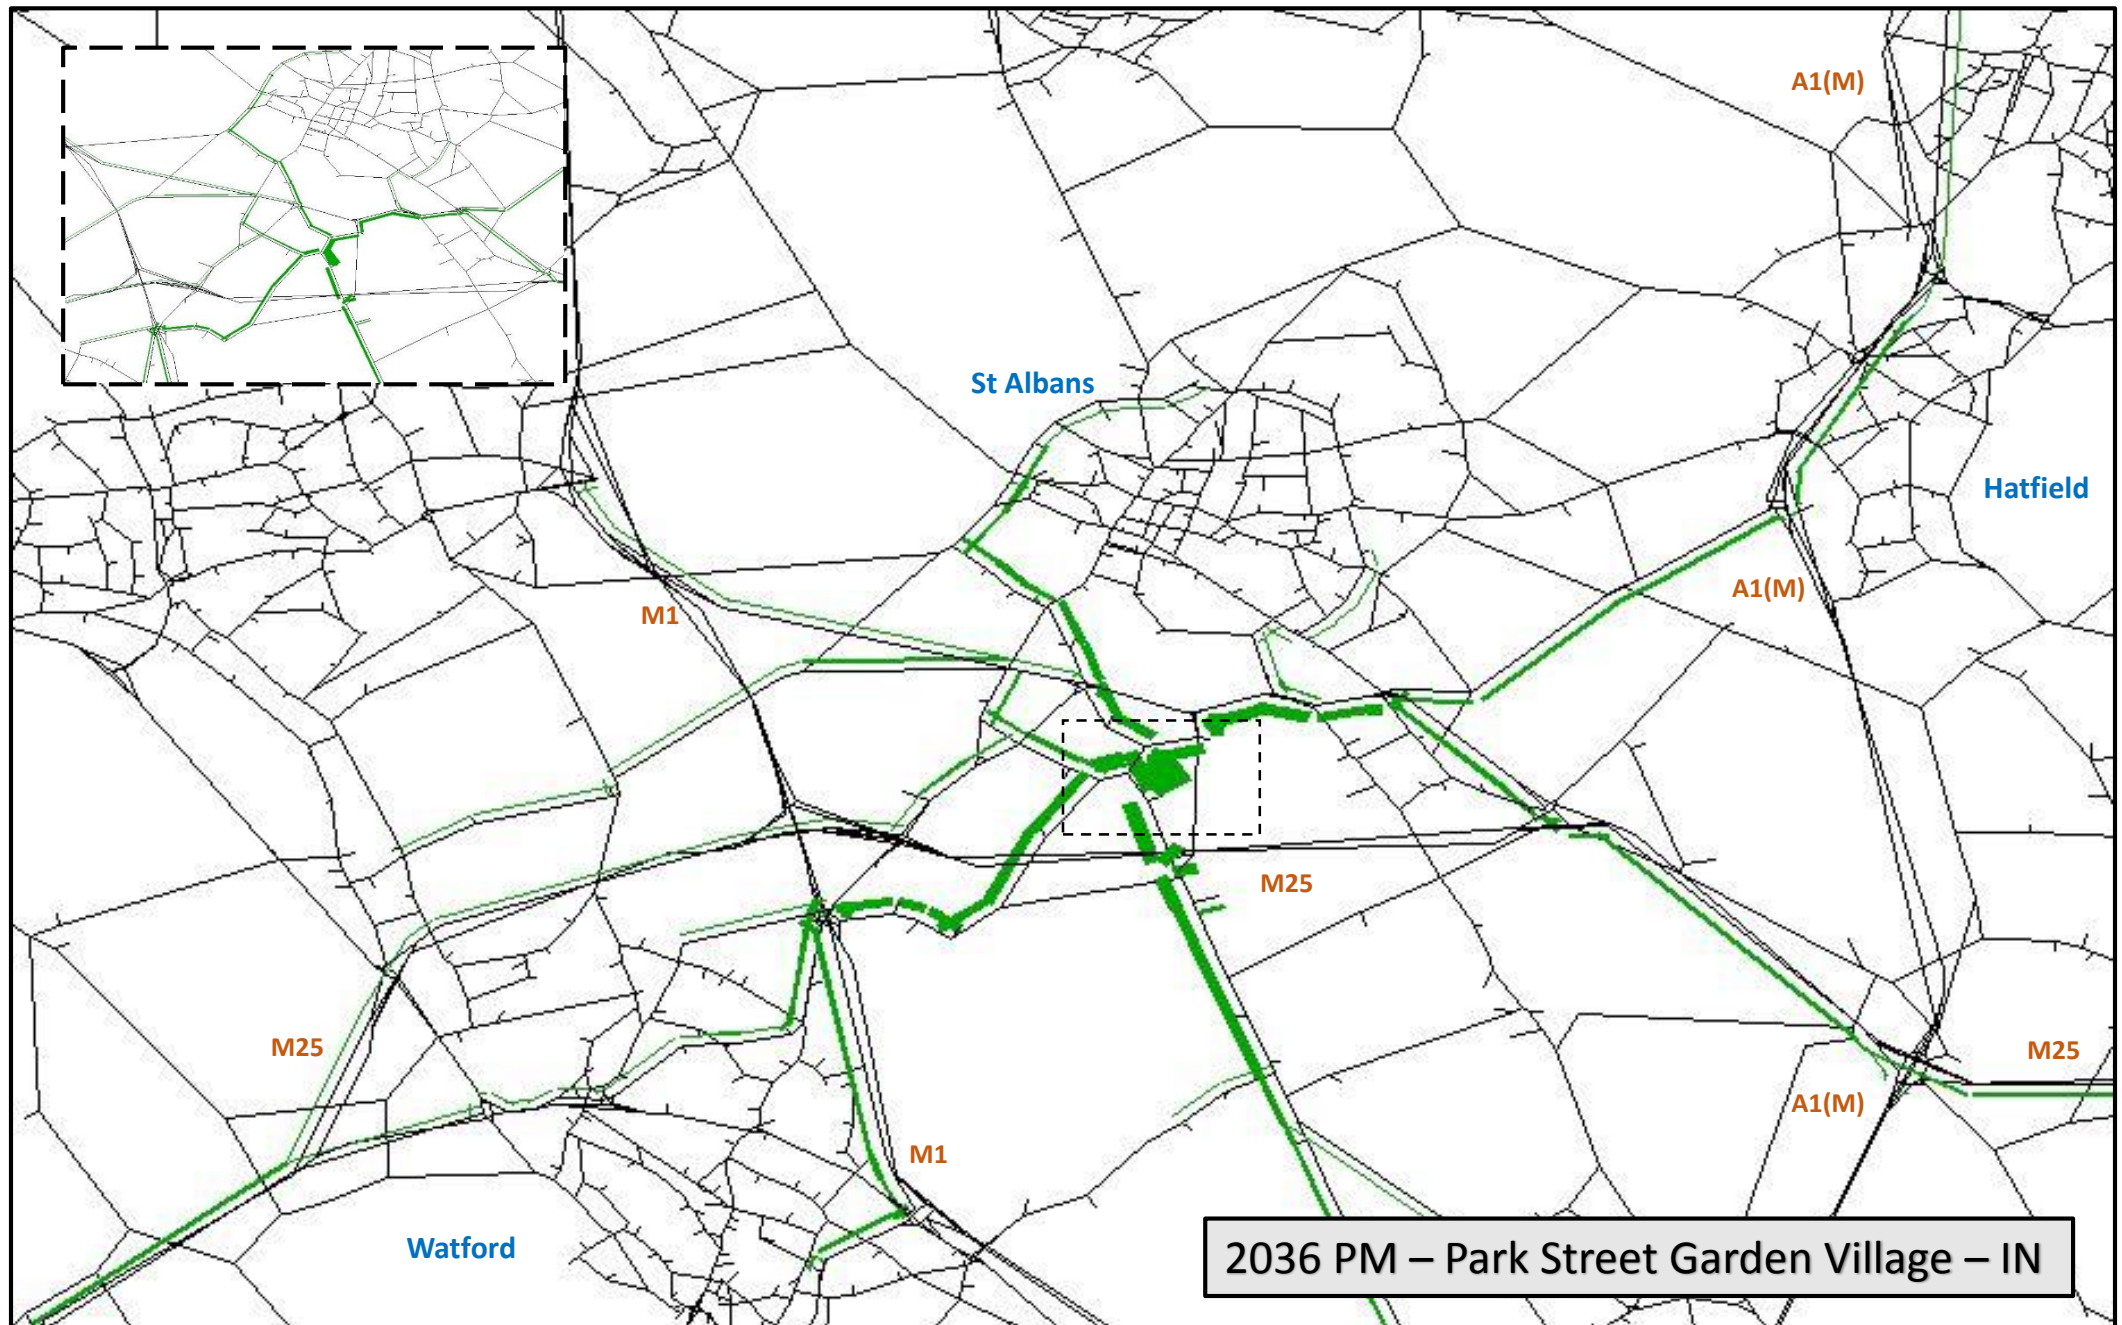 A1(M)
St Albans
Hatfield
A1(M)
M1
M25
M25
M25
A1(M)
M1
Watford
2036 PM – Park Street Garden Village – IN